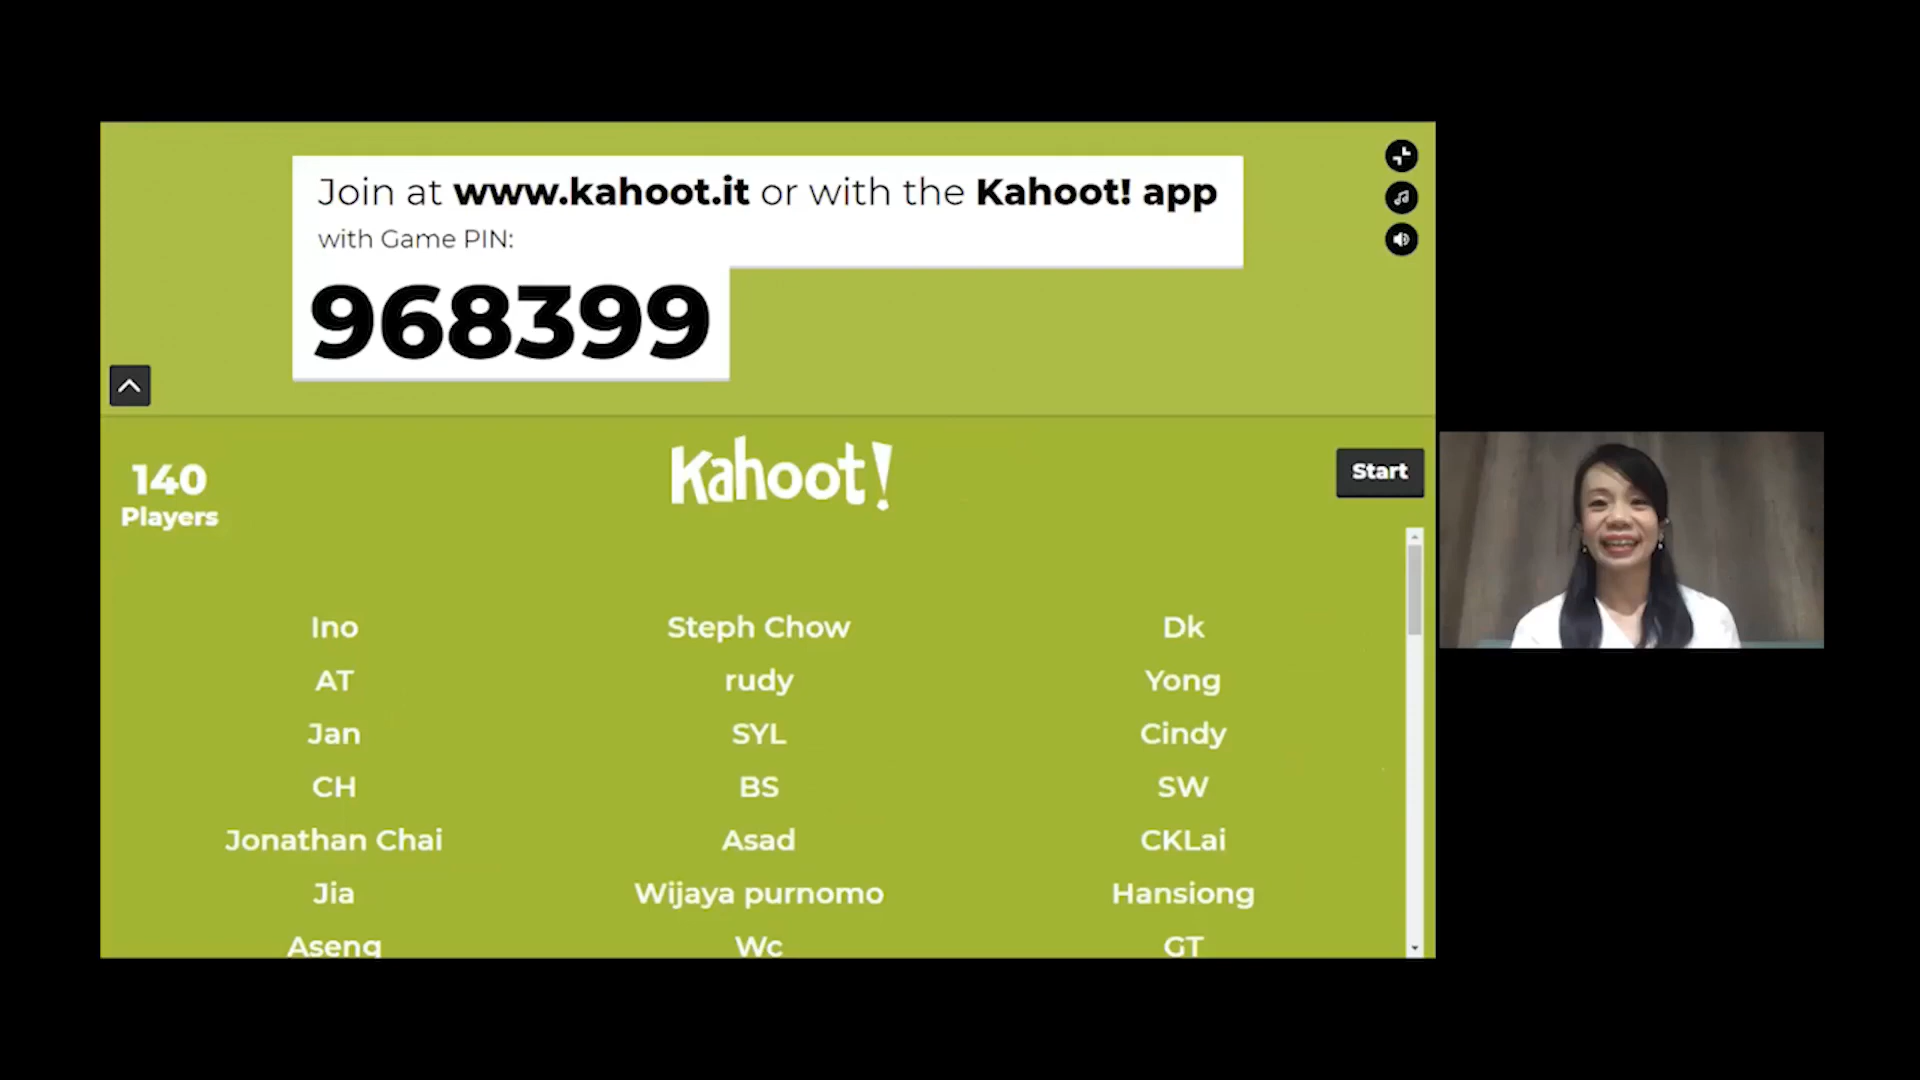 Join at www.kahoot.it or with the Kahoot! app
with Game PIN:
968399
140
Players
Kahoot!
Start
Ino
Steph Chow
Dk
AT
rudy
Yong
Jan
SYL
Cindy
CH
BS
SW
Jonathan Chai
Asad
CKLai
Jia
Wijaya purnomo
Hansiong
Aseng
Wc
GT